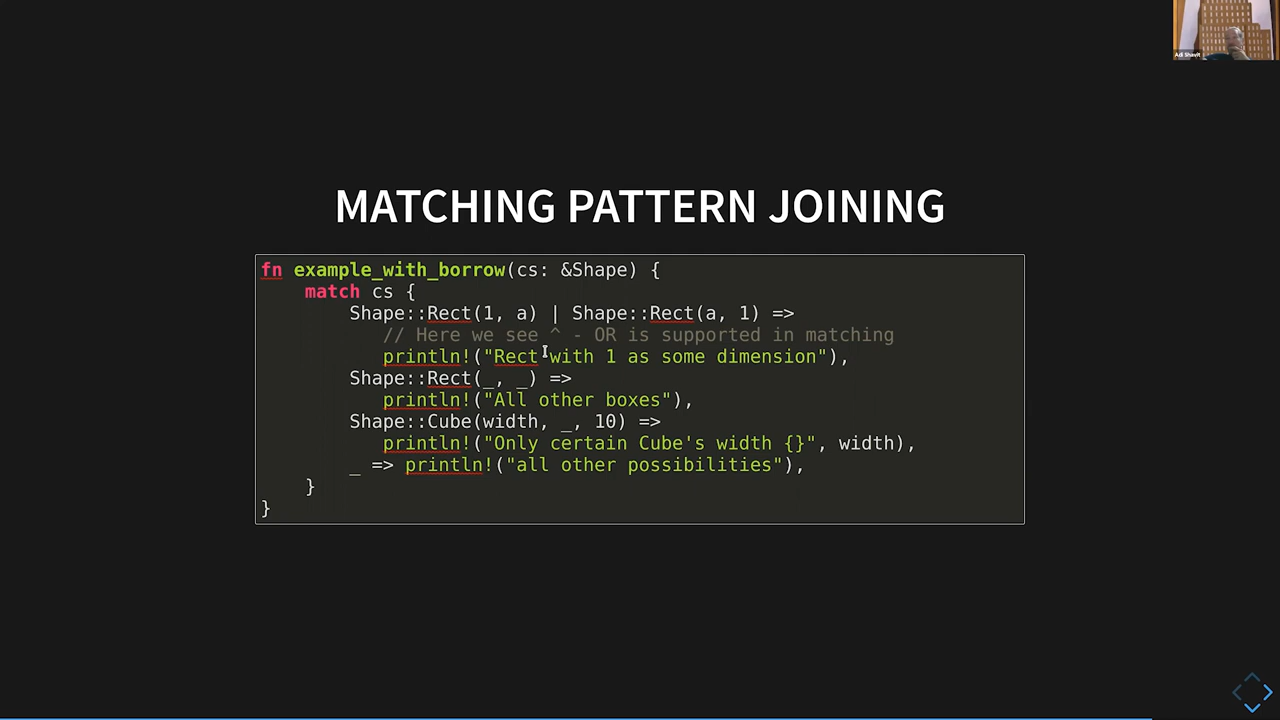 Adi Shavit
MATCHING PATTERN JOINING
fn example_with_borrow(cs: &Shape) {
    match cs {
        Shape::Rect(1, a) | Shape::Rect(a, 1) =>
           // Here we see ^ - OR is supported in matching
           println!("Rect with 1 as some dimension"),
        Shape::Rect(_, _) =>
           println!("All other boxes"),
        Shape::Cube(width, _, 10) =>
           println!("Only certain Cube's width {}", width),
        _ => println!("all other possibilities"),
    }
}